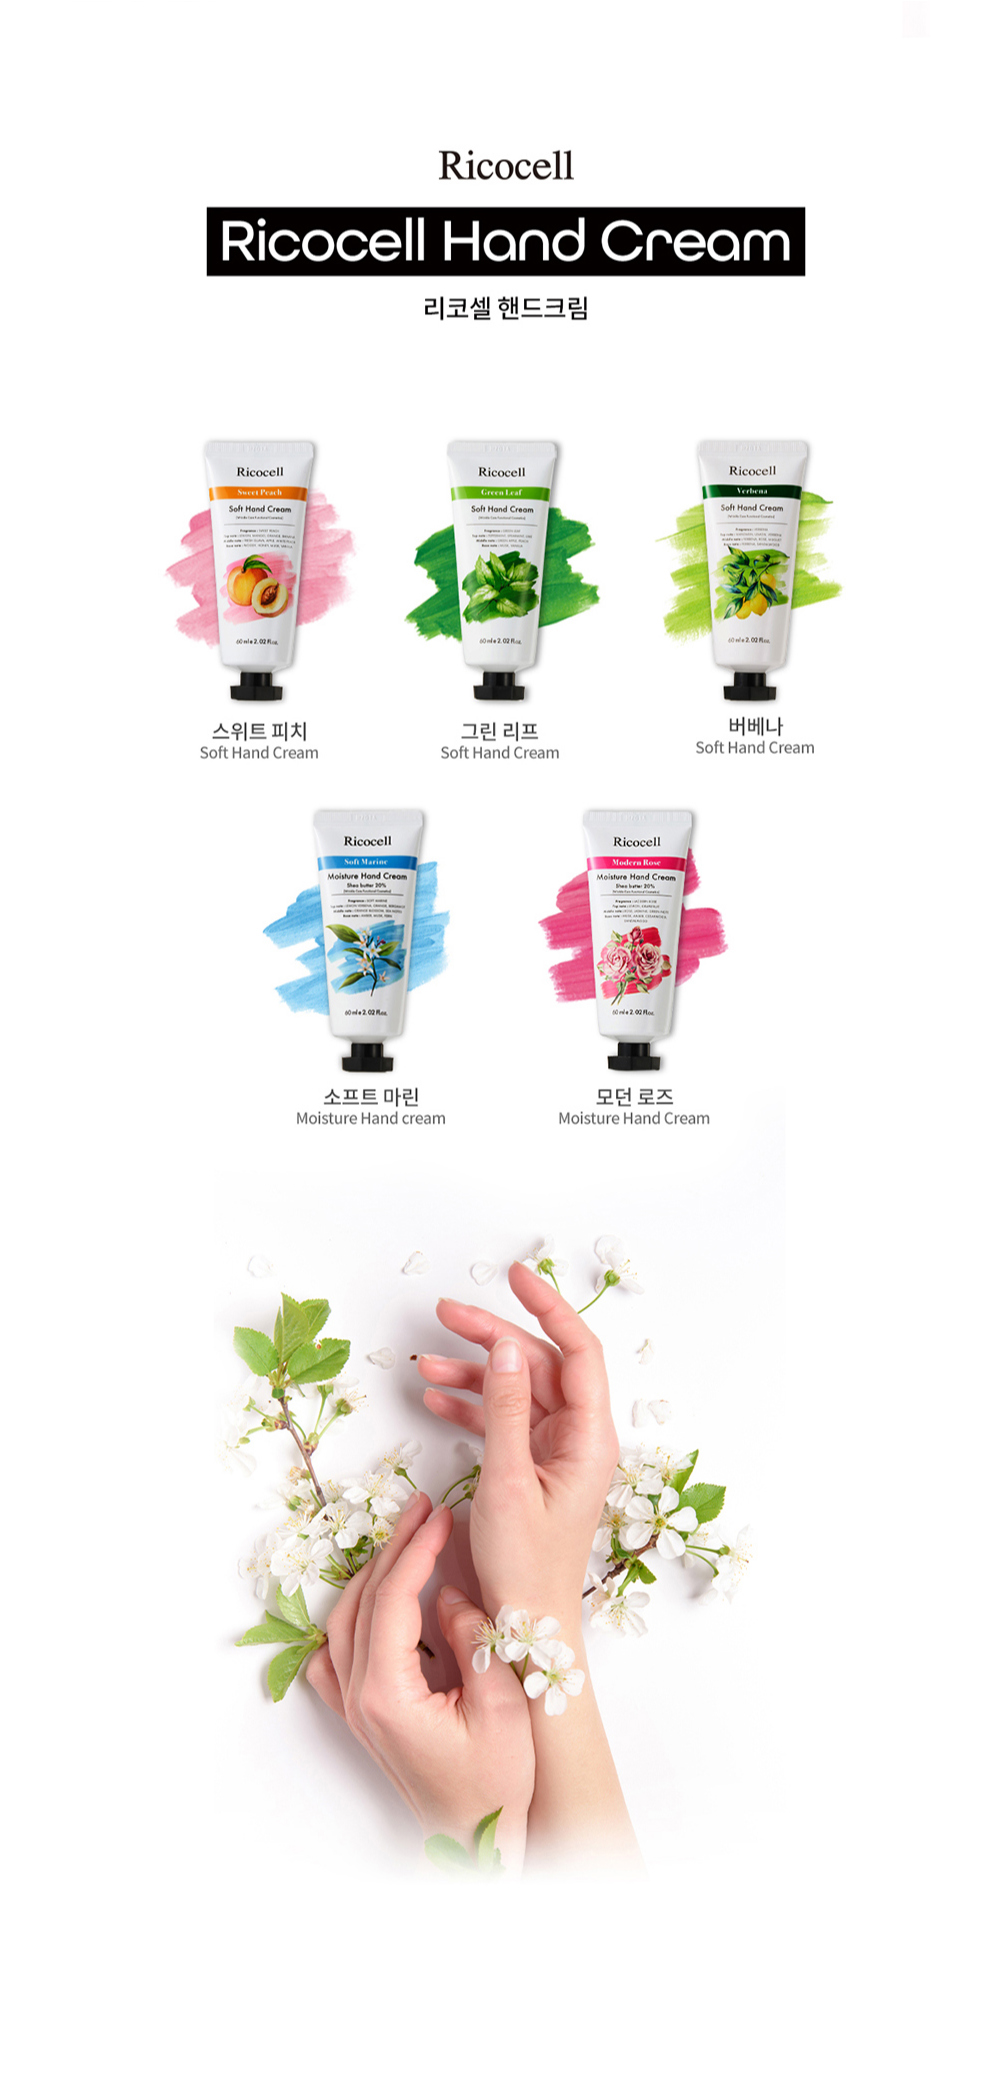 Ricocell
Ricocell Hand Cream
리코셀 핸드크림
Ricocell
Sweet Peach
Soft Hand Cream
60 ml e 2.02 Fl.oz.
스위트 피치
Soft Hand Cream
Ricocell
Green Leaf
Soft Hand Cream
60 ml e 2.02 Fl.oz.
그린 리프
Soft Hand Cream
Ricocell
Verbena
Soft Hand Cream
60 ml e 2.02 Fl.oz.
버베나
Soft Hand Cream
Ricocell
Soft Marine
Moisture Hand Cream
Shea butter 20%
60 ml e 2.02 Fl.oz.
소프트 마린
Moisture Hand cream
Ricocell
Modern Rose
Moisture Hand Cream
Shea butter 20%
60 ml e 2.02 Fl.oz.
모던 로즈
Moisture Hand Cream